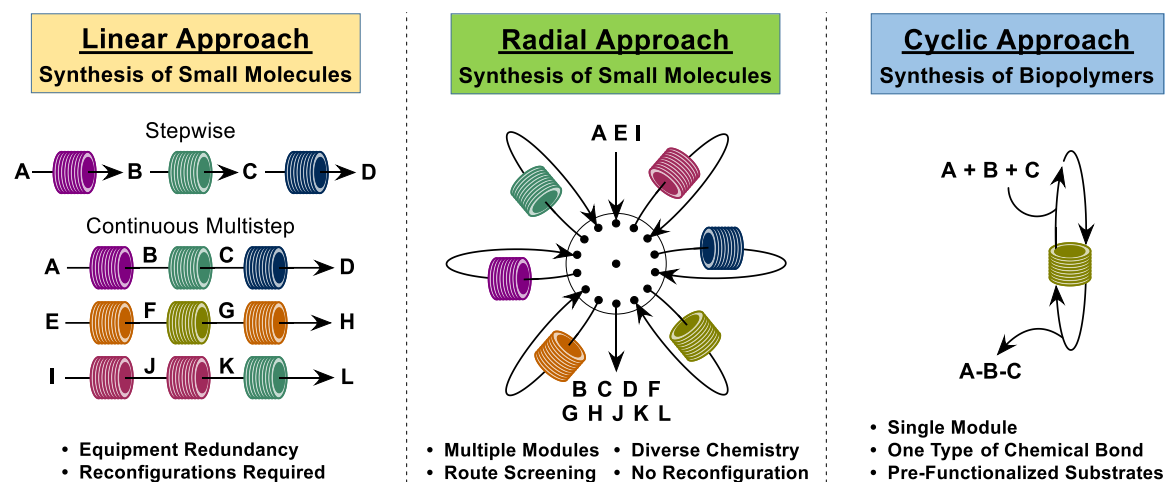 Linear Approach
Synthesis of Small Molecules
Stepwise
A B C D
Continuous Multistep
A B C D
E F G H
I J K L
• Equipment Redundancy
• Reconfigurations Required
Radial Approach
Synthesis of Small Molecules
A E I
B C D F
G H J K L
• Multiple Modules • Diverse Chemistry
• Route Screening • No Reconfiguration
Cyclic Approach
Synthesis of Biopolymers
A + B + C
A-B-C
• Single Module
• One Type of Chemical Bond
• Pre-Functionalized Substrates